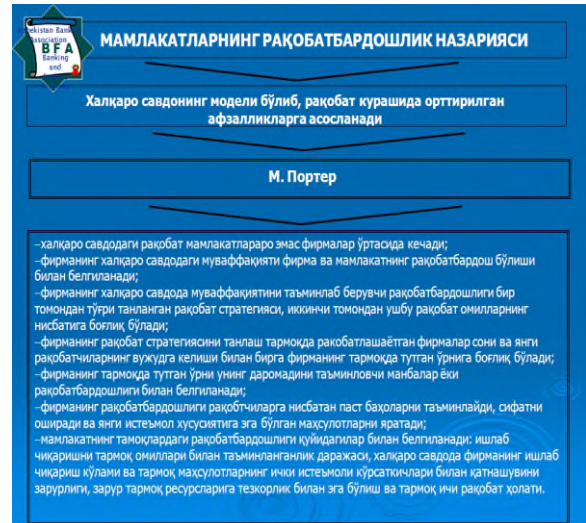 Uzbekistan Bank
Association
BFA
Banking
and
МАМЛАКАТЛАРНИНГ РАҚОБАТБАРДОШЛИК НАЗАРИЯСИ
Халқаро савдонинг модели бўлиб, рақобат курашида орттирилган
афзалликларга асосланади
М. Портер
–халқаро савдодаги рақобат мамлакатлараро эмас фирмалар ўртасида кечади;
–фирманинг халқаро савдодаги муваффақияти фирма ва мамлакатнинг рақобатбардош бўлиши
билан белгиланади;
–фирманинг халқаро савдода муваффақиятини таъминлаб берувчи рақобатбардошлиги бир
томондан тўғри танланган рақобат стратегияси, иккинчи томондан ушбу рақобат омилларининг
нисбатига боғлиқ бўлади;
–фирманинг рақобат стратегиясини танлаш тармоқда рақобатлашаётган фирмалар сони ва янги
рақобатчиларнинг вужудга келиши билан бирга фирманинг тармоқда тутган ўрнига боғлиқ бўлади;
–фирманинг тармоқда тутган ўрни унинг даромадини таъминловчи манбалар ёки
рақобатбардошлиги билан белгиланади;
–фирманинг рақобатбардошлиги рақобтчиларга нисбатан паст баҳоларни таъминлайди, сифатни
оширади ва янги истеъмол хусусиятига эга бўлган маҳсулотларни яратади;
–мамлакатнинг тамоқлардаги рақобатбардошлиги қуйидагилар билан белгиланади: ишлаб
чиқаришни тармоқ омиллари билан таъминланганлик даражаси, халқаро савдода фирманинг ишлаб
чиқариш кўлами ва тармоқ маҳсулотларнинг ички истеъмоли кўрсаткичлари билан қатнашувини
зарурлиги, зарур тармоқ ресурсларига тезкорлик билан эга бўлиш ва тармоқ ичи рақобат ҳолати.